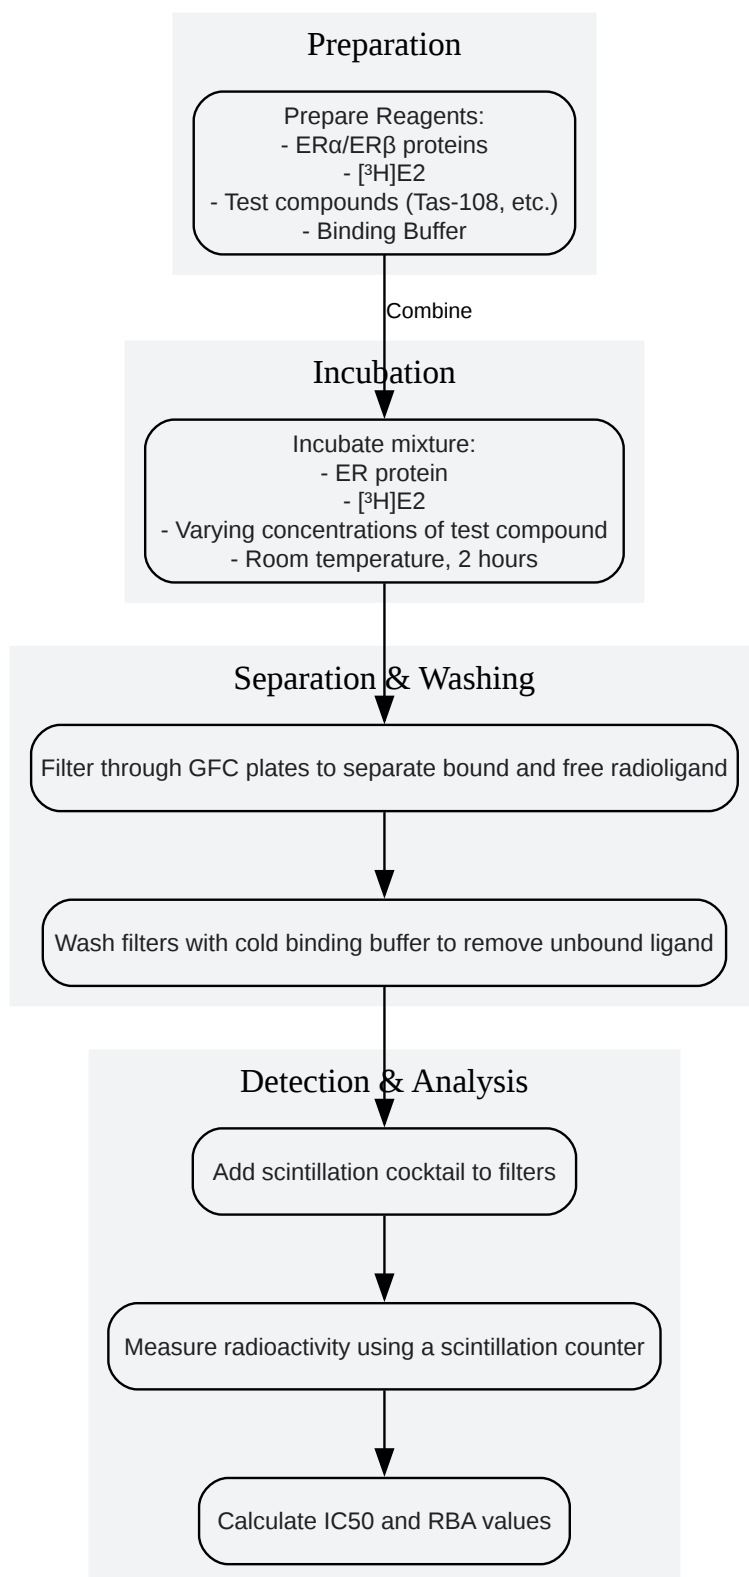 Preparation
Prepare Reagents:
- ERα/ERβ proteins
- [³H]E2
- Test compounds (Tas-108, etc.)
- Binding Buffer
Combine
Incubation
Incubate mixture:
- ER protein
- [³H]E2
- Varying concentrations of test compound
- Room temperature, 2 hours
Separation & Washing
Filter through GFC plates to separate bound and free radioligand
Wash filters with cold binding buffer to remove unbound ligand
Detection & Analysis
Add scintillation cocktail to filters
Measure radioactivity using a scintillation counter
Calculate IC50 and RBA values